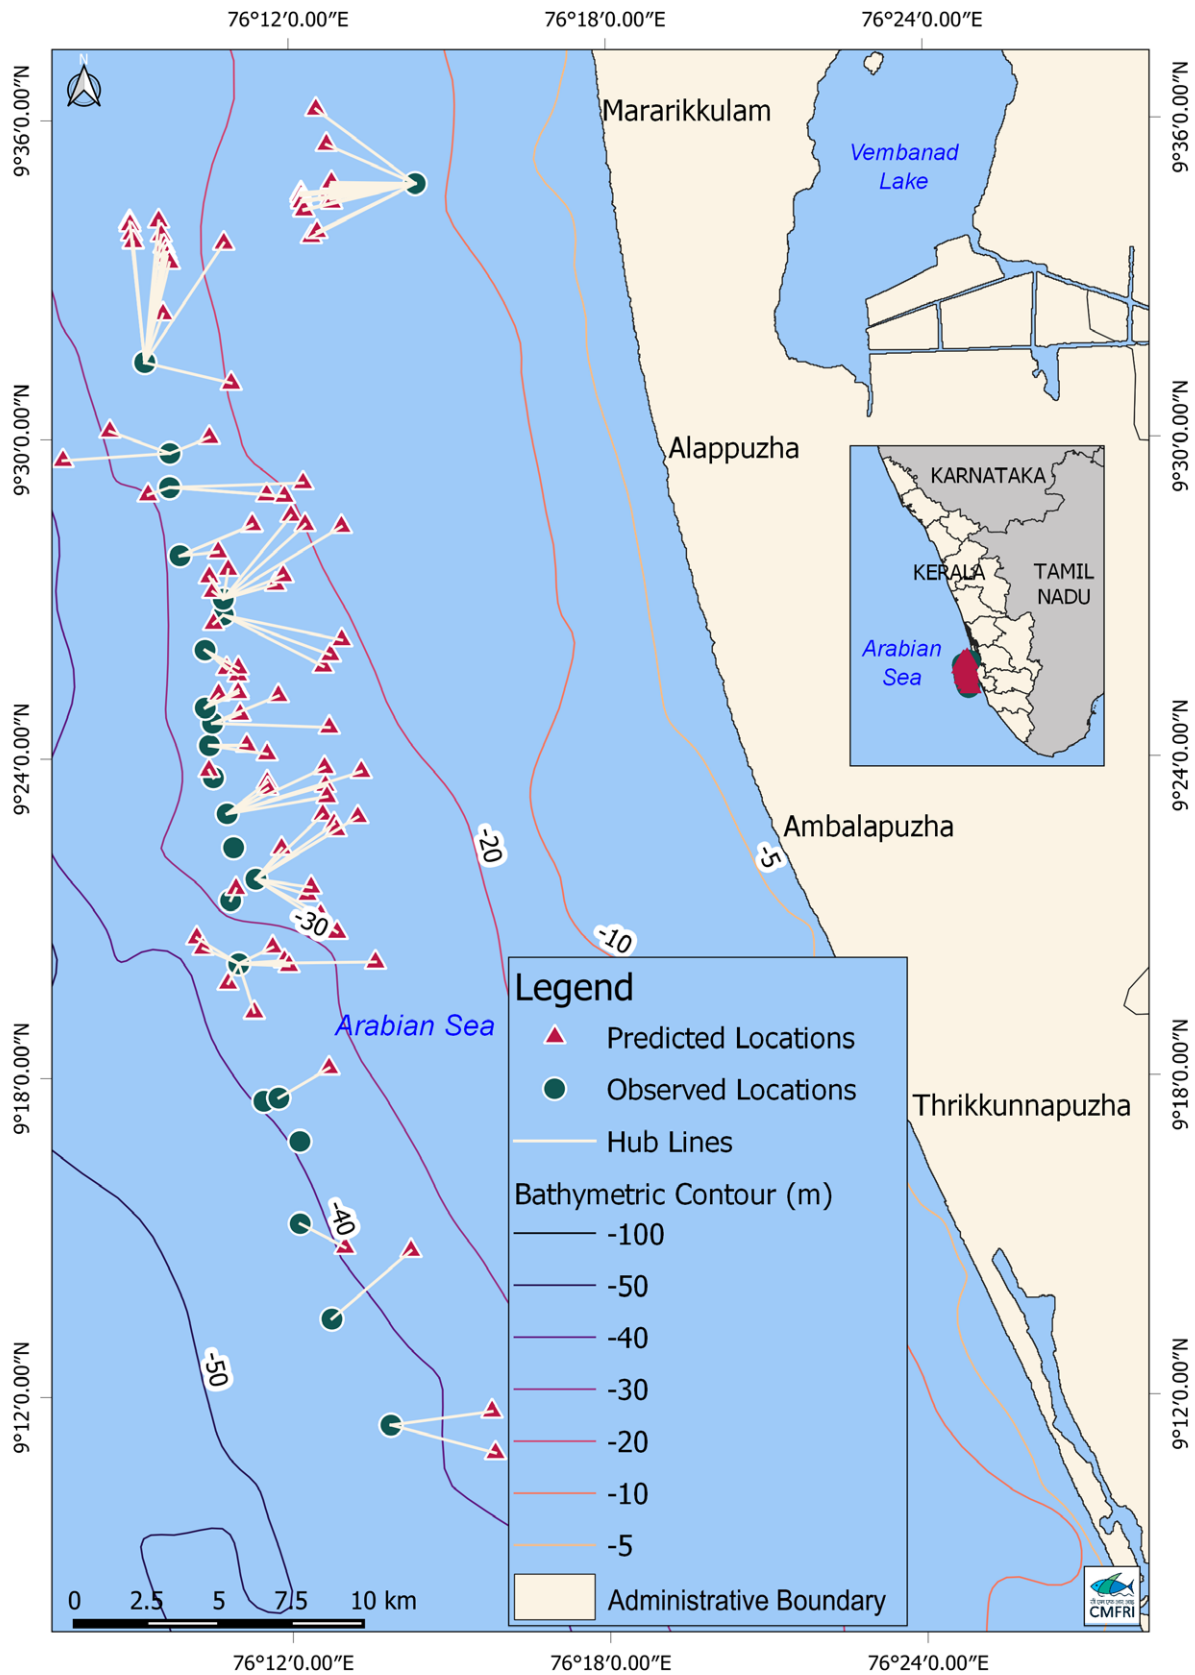 76°12'0.00"E 76°18'0.00"E 76°24'0.00"E
N
9°36'0.00"N
9°36'0.00"N
Mararikkulam
Vembanad
Lake
9°30'0.00"N
9°30'0.00"N
Alappuzha
KARNATAKA
KERALA
TAMIL
NADU
Arabian
Sea
9°24'0.00"N
9°24'0.00"N
Ambalapuzha
-20
-5
-30
-10
Arabian Sea
9°18'0.00"N
9°18'0.00"N
Thrikkunnapuzha
-40
-50
9°12'0.00"N
9°12'0.00"N
Legend
Predicted Locations
Observed Locations
Hub Lines
Bathymetric Contour (m)
-100
-50
-40
-30
-20
-10
-5
Administrative Boundary
0 2.5 5 7.5 10 km
CMFRI
76°12'0.00"E 76°18'0.00"E 76°24'0.00"E